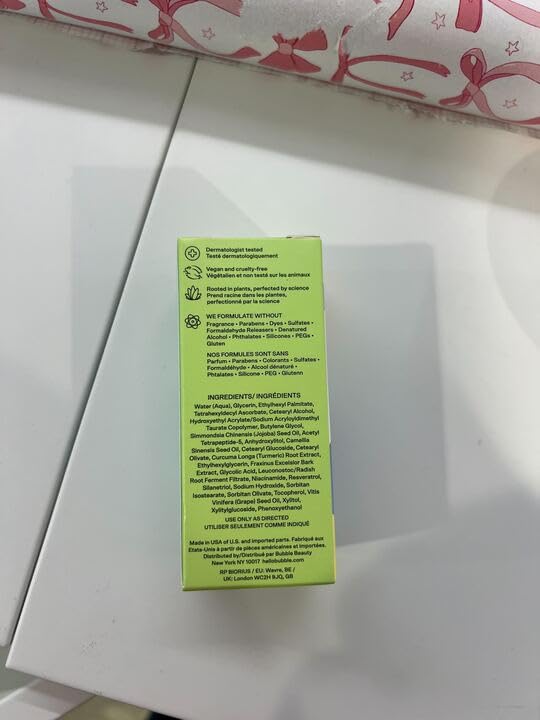 Dermatologist tested
Testé dermatologiquement
Vegan and cruelty-free
Végétalien et non testé sur les animaux
Rooted in plants, perfected by science
Prend racine dans les plantes,
perfectionné par la science
WE FORMULATE WITHOUT
Fragrance • Parabens • Dyes • Sulfates •
Formaldehyde Releasers • Denatured
Alcohol • Phthalates • Silicones • PEGs •
Gluten
NOS FORMULES SONT SANS
Parfum • Parabens • Colorants • Sulfates •
Formaldéhyde • Alcool dénaturé •
Phtalates • Silicone • PEG • Glutenn
INGREDIENTS/ INGRÉDIENTS
Water (Aqua), Glycerin, Ethylhexyl Palmitate,
Tetrahexyldecyl Ascorbate, Cetearyl Alcohol,
Hydroxyethyl Acrylate/Sodium Acryloyldimethyl
Taurate Copolymer, Butylene Glycol,
Simmondsia Chinensis (Jojoba) Seed Oil, Acetyl
Tetrapeptide-5, Anhydroxylitol, Camellia
Sinensis Seed Oil, Cetearyl Glucoside, Cetearyl
Olivate, Curcuma Longa (Turmeric) Root Extract,
Ethylhexylglycerin, Fraxinus Excelsior Bark
Extract, Glycolic Acid, Leuconostoc/Radish
Root Ferment Filtrate, Niacinamide, Resveratrol,
Silanetriol, Sodium Hydroxide, Sorbitan
Isostearate, Sorbitan Olivate, Tocopherol, Vitis
Vinifera (Grape) Seed Oil, Xylitol,
Xylitylglucoside, Phenoxyethanol
USE ONLY AS DIRECTED
UTILISER SEULEMENT COMME INDIQUÉ
Made in USA of U.S. and imported parts. Fabriqué aux
Etats-Unis à partir de pièces américaines et importées.
Distributed by/Distribué par Bubble Beauty
New York NY 10017 hellobubble.com
RP BIORIUS / EU: Wavre, BE /
UK: London WC2H 9JQ, GB